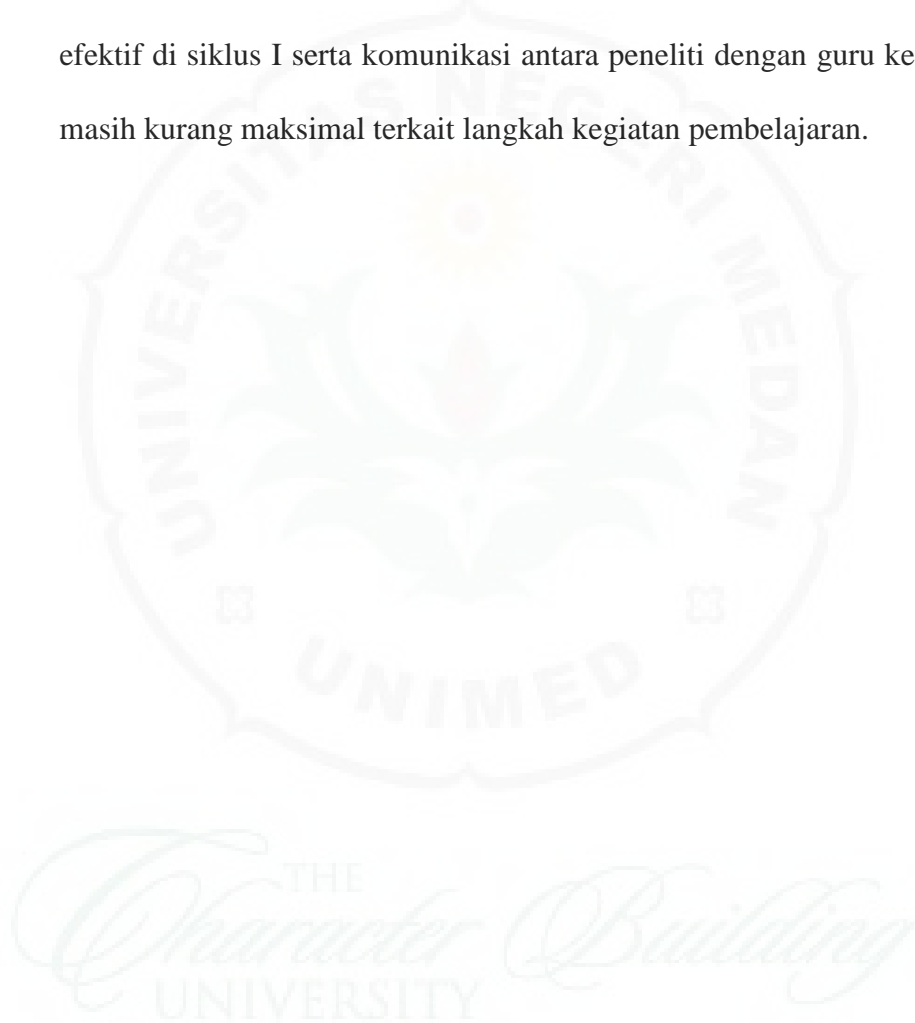 efektif di siklus I serta komunikasi antara peneliti dengan guru ke
masih kurang maksimal terkait langkah kegiatan pembelajaran.
UNIVERSITAS NEGERI MEDAN
UNIMED
THE
Character Building
UNIVERSITY